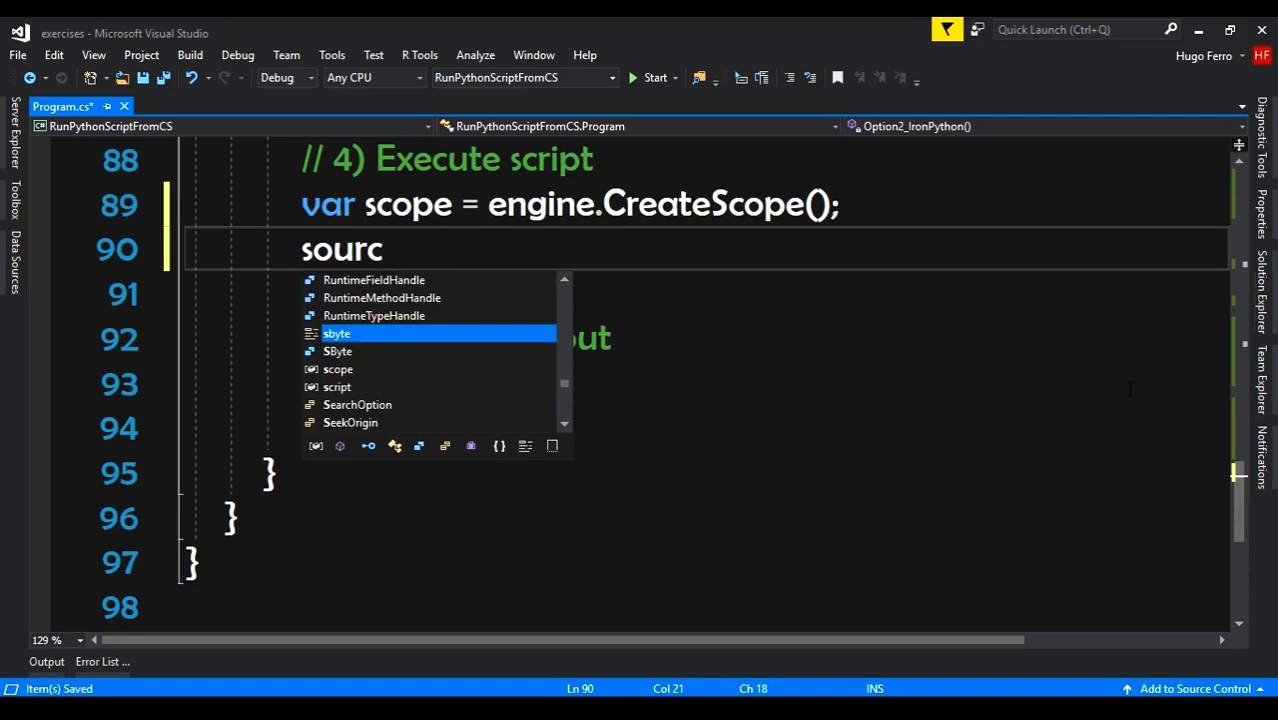 exercises - Microsoft Visual Studio
Quick Launch (Ctrl+Q)
File Edit View Project Build Debug Team Tools Test R Tools Analyze Window Help
Hugo Ferro HF
Debug Any CPU RunPythonScriptFromCS Start
Program.cs*
RunPythonScriptFromCS RunPythonScriptFromCS.Program Option2_IronPython()
Server Explorer
Toolbox
Data Sources
88 // 4) Execute script
89 var scope = engine.CreateScope();
90 sourc
RuntimeFieldHandle
91
RuntimeMethodHandle
RuntimeTypeHandle
92 out
sbyte
SByte
scope
93
script
SearchOption
94
SeekOrigin
{ }
95 }
96 }
97 }
98
Diagnostic Tools
Properties
Solution Explorer
Team Explorer
Notifications
129 %
Output Error List ...
Item(s) Saved Ln 90 Col 21 Ch 18 INS Add to Source Control